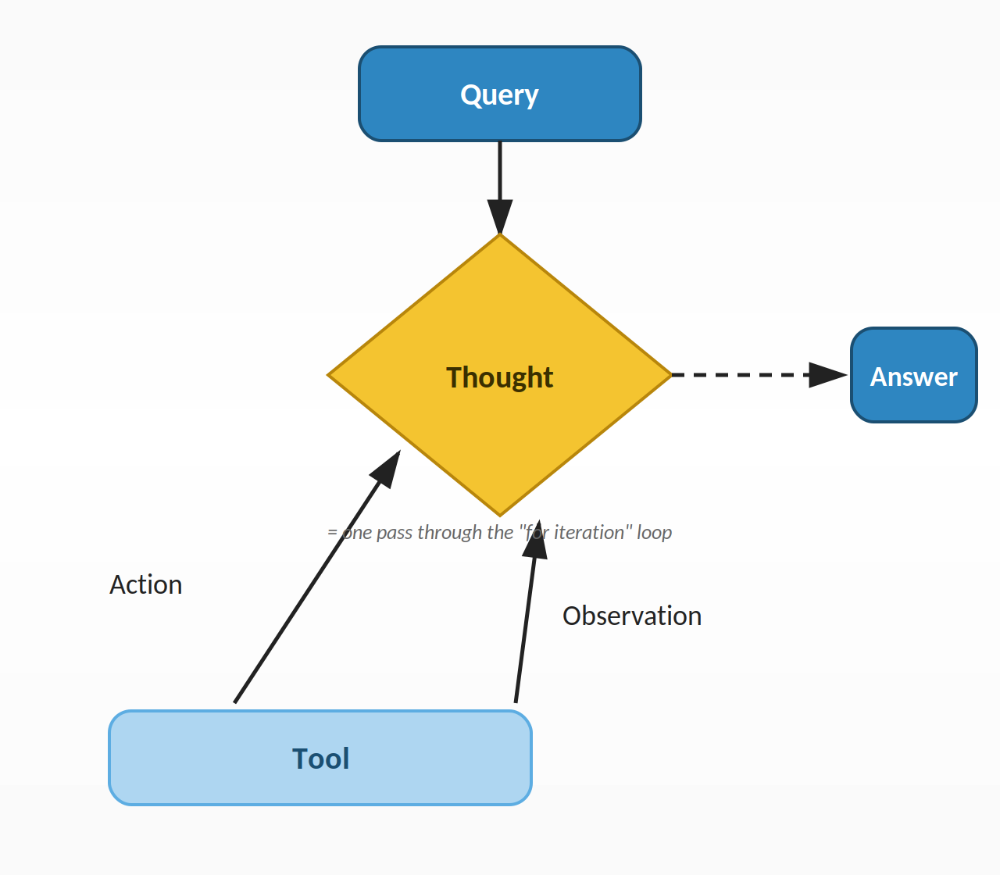 Query
Thought
Answer
= one pass through the "for iteration" loop
Action
Observation
Tool